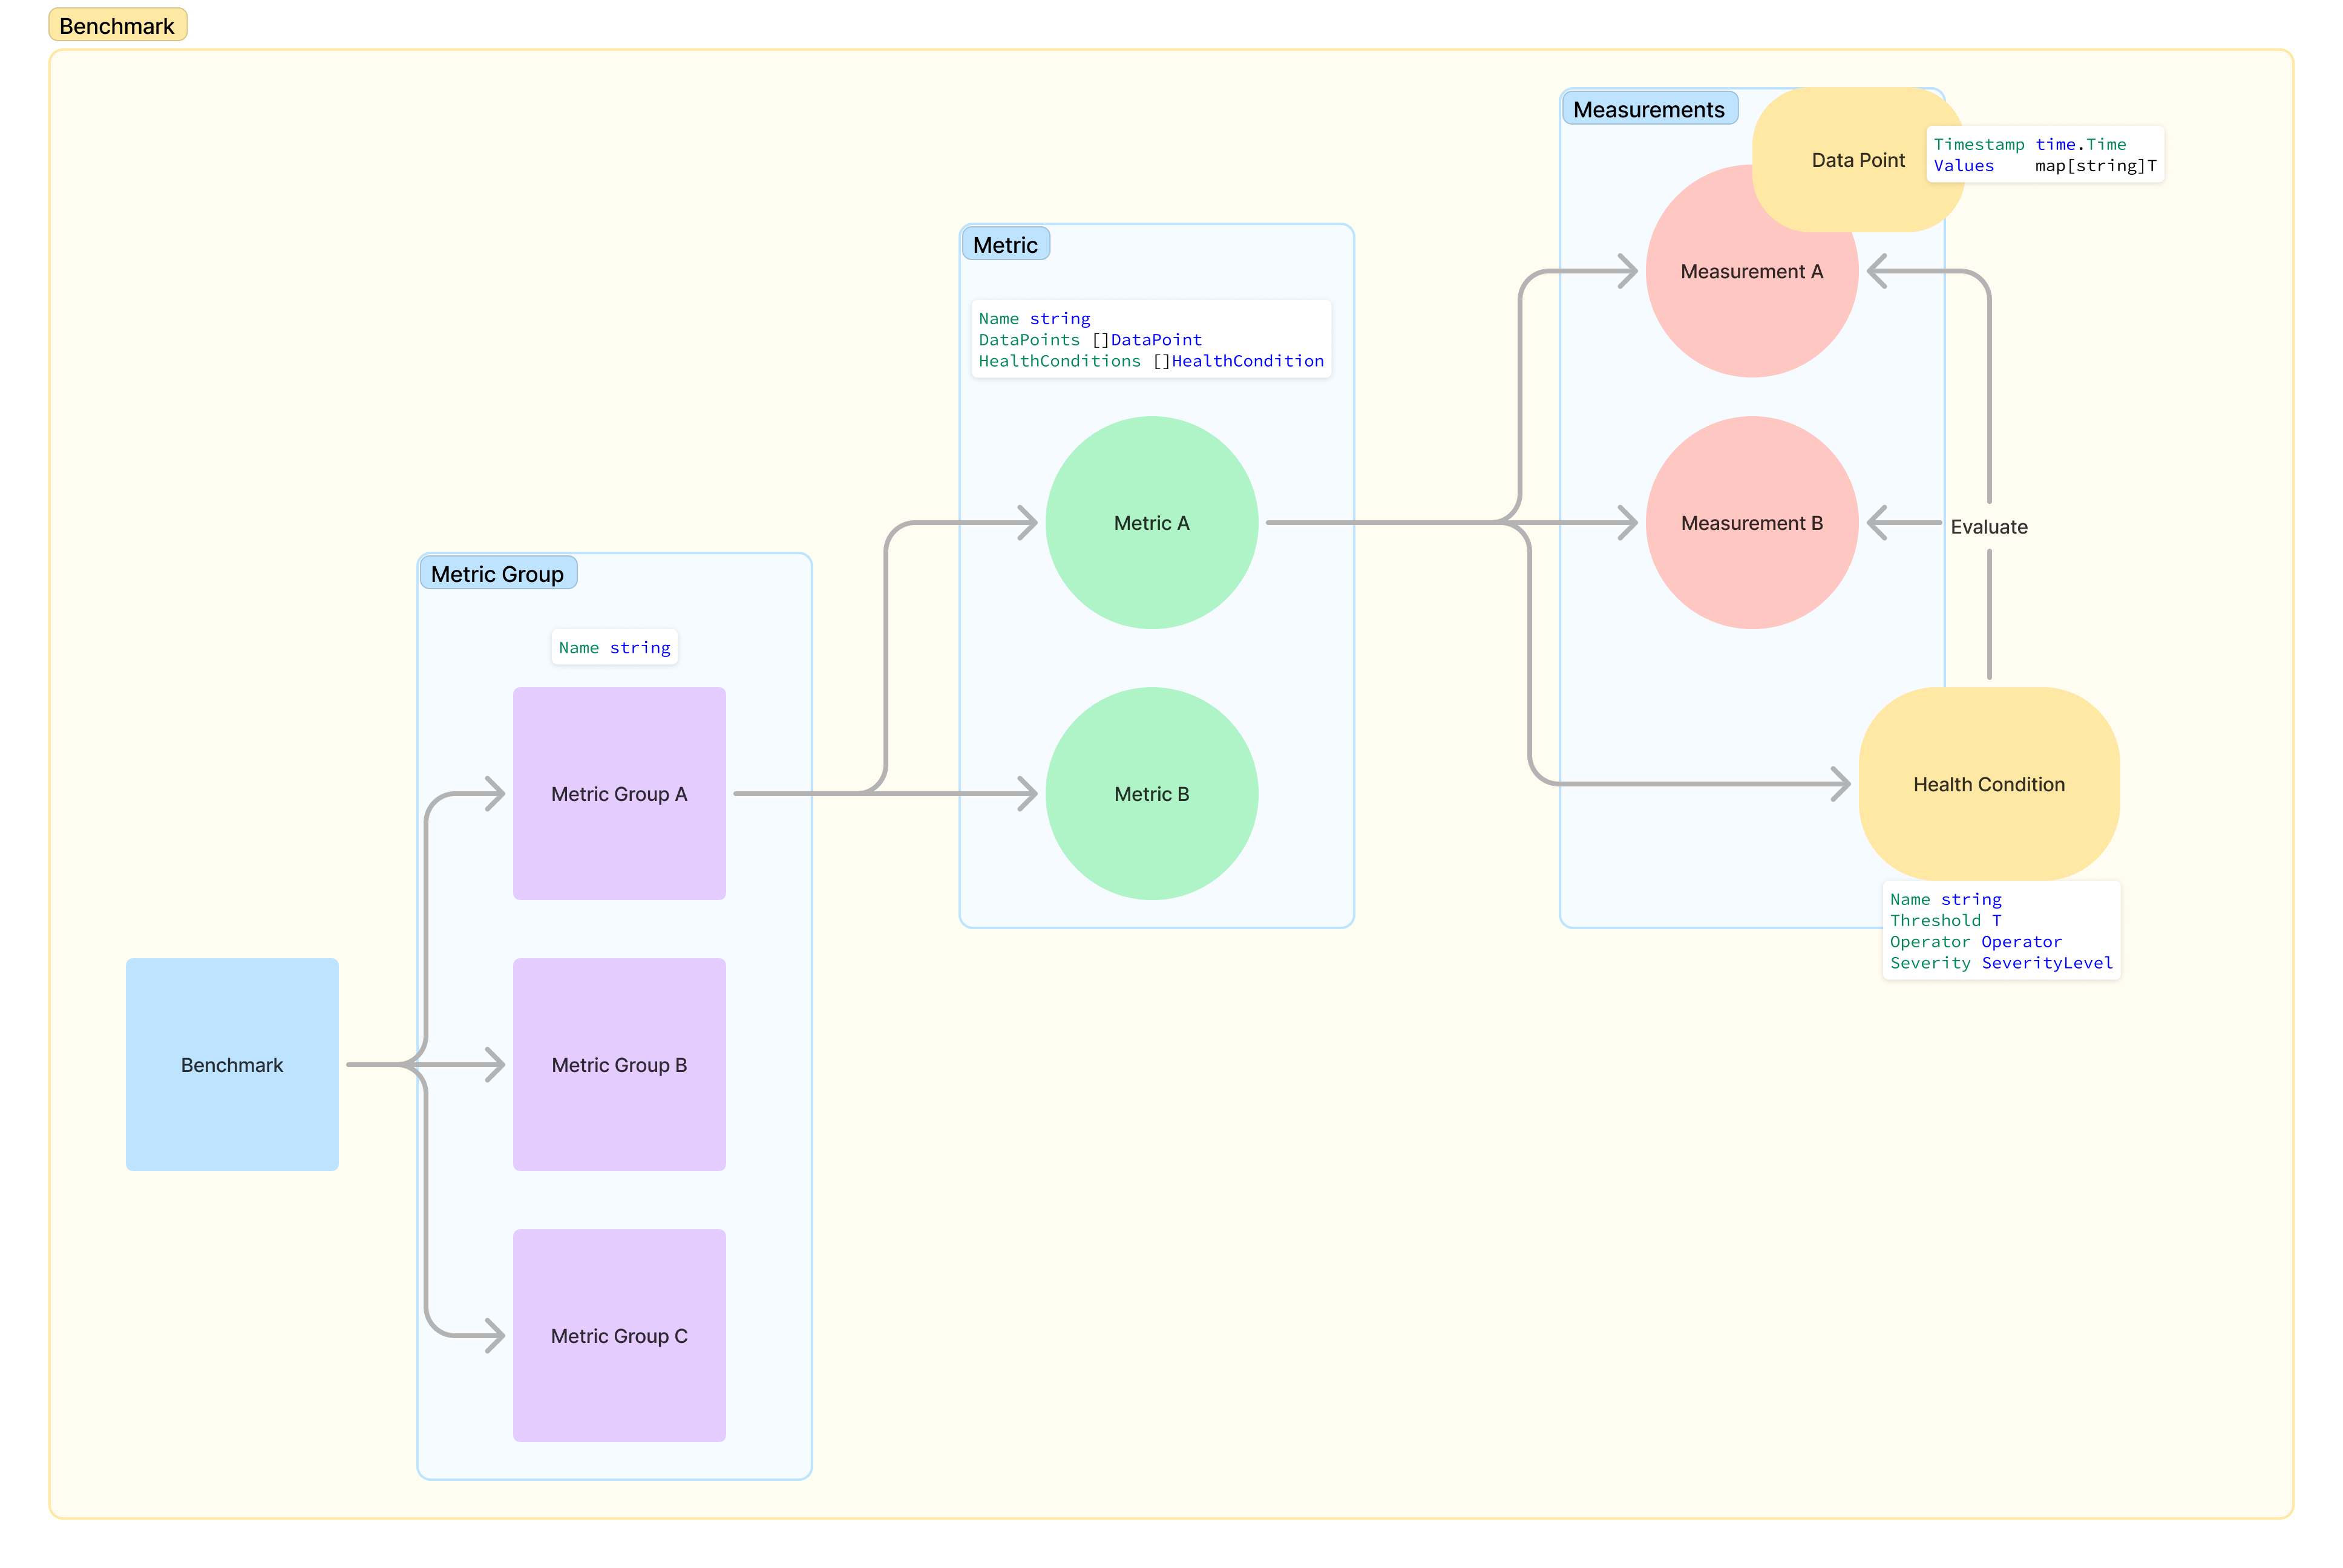 Benchmark
Measurements
Data Point
Timestamp time.Time
Values    map[string]T
Measurement A
Measurement B
Evaluate
Health Condition
Name string
Threshold T
Operator Operator
Severity SeverityLevel
Metric
Name string
DataPoints []DataPoint
HealthConditions []HealthCondition
Metric A
Metric B
Metric Group
Name string
Metric Group A
Metric Group B
Metric Group C
Benchmark